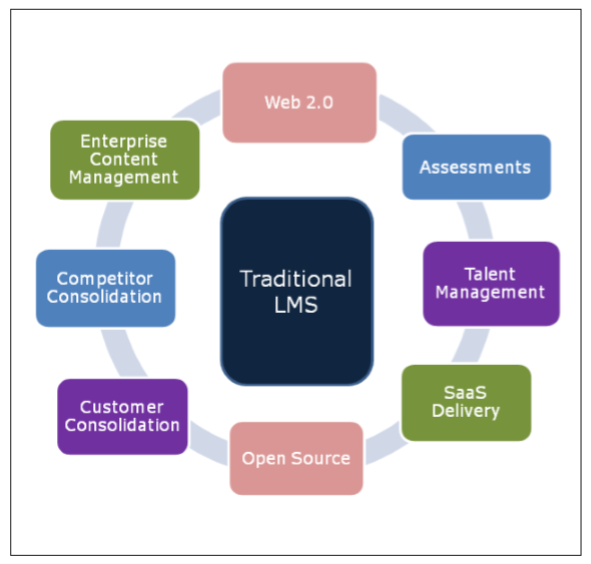 Web 2.0
Enterprise
Content
Management
Assessments
Competitor
Consolidation
Traditional
LMS
Talent
Management
Customer
Consolidation
SaaS
Delivery
Open Source